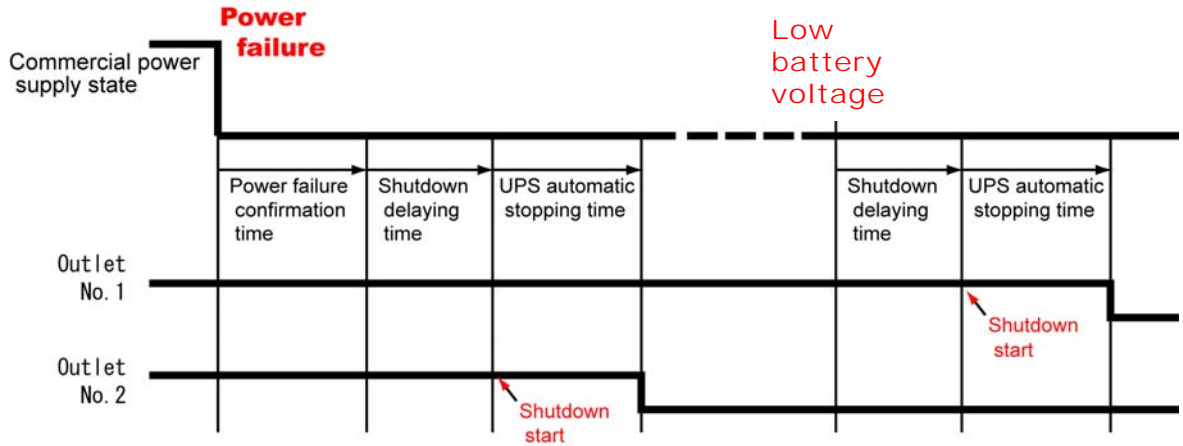 Power
failure
Commercial power
supply state
Low
battery
voltage
Power failure
confirmation
time
Shutdown
delaying
time
UPS automatic
stopping time
Shutdown
delaying
time
UPS automatic
stopping time
Outlet
No. 1
Shutdown
start
Outlet
No. 2
Shutdown
start